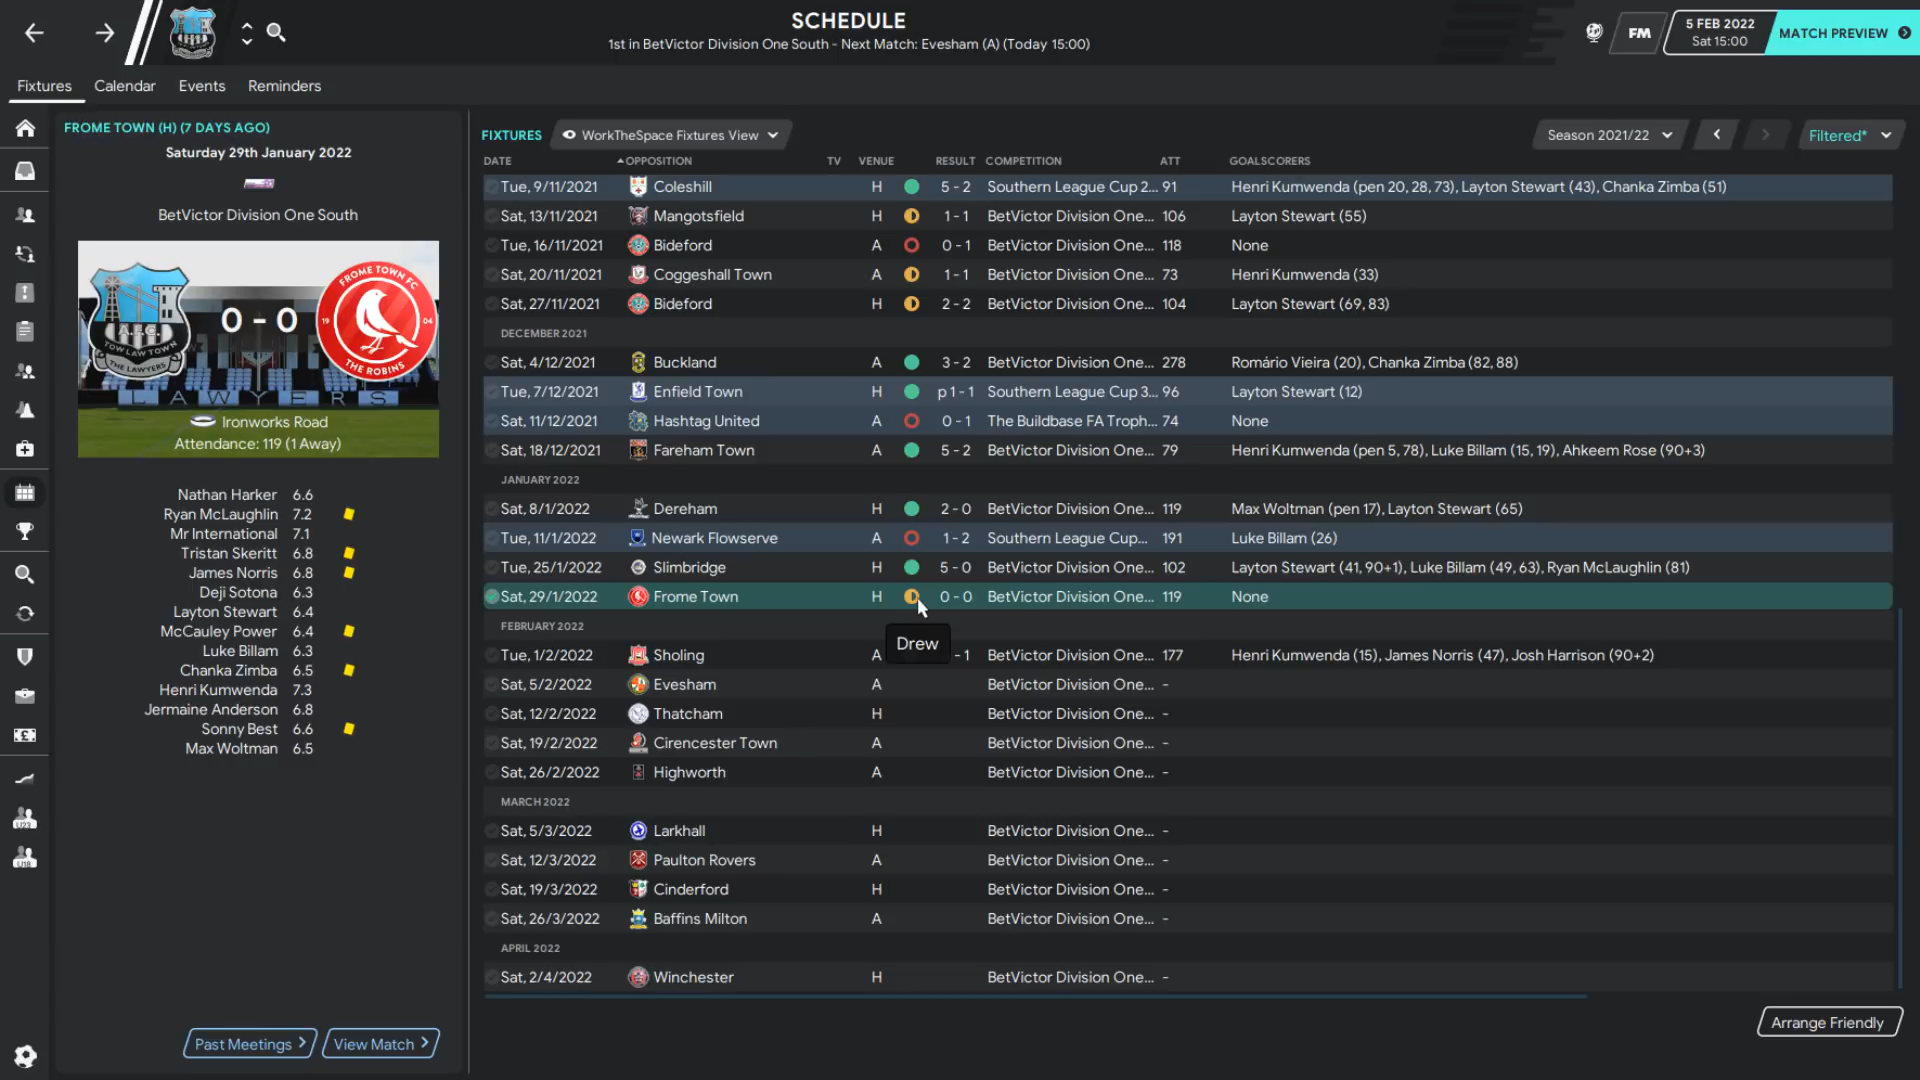 SCHEDULE
1st in BetVictor Division One South - Next Match: Evesham (A) (Today 15:00)
FM
5 FEB 2022
Sat 15:00
MATCH PREVIEW
Fixtures Calendar Events Reminders
FROME TOWN (H) (7 DAYS AGO)
Saturday 29th January 2022
BetVictor Division One South
A.F.C.
TOW LAW TOWN
THE LAWYERS
0 - 0
FROME TOWN FC
19 04
THE ROBINS
LAWYERS
Ironworks Road
Attendance: 119 (1 Away)
Nathan Harker 6.6
Ryan McLaughlin 7.2
Mr International 7.1
Tristan Skeritt 6.8
James Norris 6.8
Deji Sotona 6.3
Layton Stewart 6.4
McCauley Power 6.4
Luke Billam 6.3
Chanka Zimba 6.5
Henri Kumwenda 7.3
Jermaine Anderson 6.8
Sonny Best 6.6
Max Woltman 6.5
Past Meetings
View Match
FIXTURES WorkTheSpace Fixtures View Season 2021/22 Filtered*
DATE OPPOSITION TV VENUE RESULT COMPETITION ATT GOALSCORERS
Tue, 9/11/2021 Coleshill H 5 - 2 Southern League Cup 2... 91 Henri Kumwenda (pen 20, 28, 73), Layton Stewart (43), Chanka Zimba (51)
Sat, 13/11/2021 Mangotsfield H 1 - 1 BetVictor Division One... 106 Layton Stewart (55)
Tue, 16/11/2021 Bideford A 0 - 1 BetVictor Division One... 118 None
Sat, 20/11/2021 Coggeshall Town A 1 - 1 BetVictor Division One... 73 Henri Kumwenda (33)
Sat, 27/11/2021 Bideford H 2 - 2 BetVictor Division One... 104 Layton Stewart (69, 83)
DECEMBER 2021
Sat, 4/12/2021 Buckland A 3 - 2 BetVictor Division One... 278 Romário Vieira (20), Chanka Zimba (82, 88)
Tue, 7/12/2021 Enfield Town H p 1 - 1 Southern League Cup 3... 96 Layton Stewart (12)
Sat, 11/12/2021 Hashtag United A 0 - 1 The Buildbase FA Troph... 74 None
Sat, 18/12/2021 Fareham Town A 5 - 2 BetVictor Division One... 79 Henri Kumwenda (pen 5, 78), Luke Billam (15, 19), Ahkeem Rose (90+3)
JANUARY 2022
Sat, 8/1/2022 Dereham H 2 - 0 BetVictor Division One... 119 Max Woltman (pen 17), Layton Stewart (65)
Tue, 11/1/2022 Newark Flowserve A 1 - 2 Southern League Cup... 191 Luke Billam (26)
Tue, 25/1/2022 Slimbridge H 5 - 0 BetVictor Division One... 102 Layton Stewart (41, 90+1), Luke Billam (49, 63), Ryan McLaughlin (81)
Sat, 29/1/2022 Frome Town H 0 - 0 BetVictor Division One... 119 None
FEBRUARY 2022
Drew
Tue, 1/2/2022 Sholing A - 1 BetVictor Division One... 177 Henri Kumwenda (15), James Norris (47), Josh Harrison (90+2)
Sat, 5/2/2022 Evesham A BetVictor Division One... -
Sat, 12/2/2022 Thatcham H BetVictor Division One... -
Sat, 19/2/2022 Cirencester Town A BetVictor Division One... -
Sat, 26/2/2022 Highworth A BetVictor Division One... -
MARCH 2022
Sat, 5/3/2022 Larkhall H BetVictor Division One... -
Sat, 12/3/2022 Paulton Rovers A BetVictor Division One... -
Sat, 19/3/2022 Cinderford H BetVictor Division One... -
Sat, 26/3/2022 Baffins Milton A BetVictor Division One... -
APRIL 2022
Sat, 2/4/2022 Winchester H BetVictor Division One... -
Arrange Friendly
U23
U18